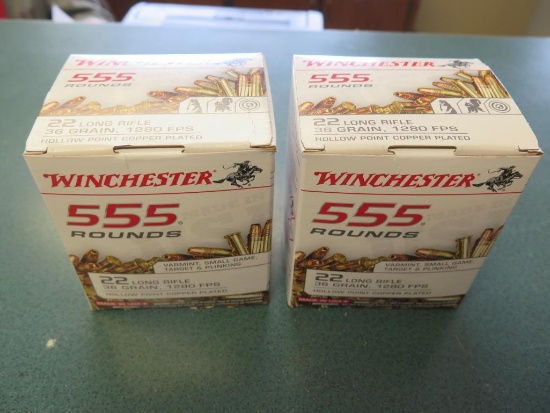 WINCHESTER
555
ROUNDS
22 LONG RIFLE
36 GRAIN, 1280 FPS
HOLLOW POINT COPPER PLATED
WINCHESTER
555
ROUNDS
VARMINT, SMALL GAME,
TARGET & PLINKING
22 LONG RIFLE
36 GRAIN, 1280 FPS
HOLLOW POINT COPPER PLATED
WINCHESTER
555
ROUNDS
22 LONG RIFLE
36 GRAIN, 1280 FPS
HOLLOW POINT COPPER PLATED
WINCHESTER
555
ROUNDS
VARMINT, SMALL GAME,
TARGET & PLINKING
22 LONG RIFLE
36 GRAIN, 1280 FPS
HOLLOW POINT COPPER PLATED